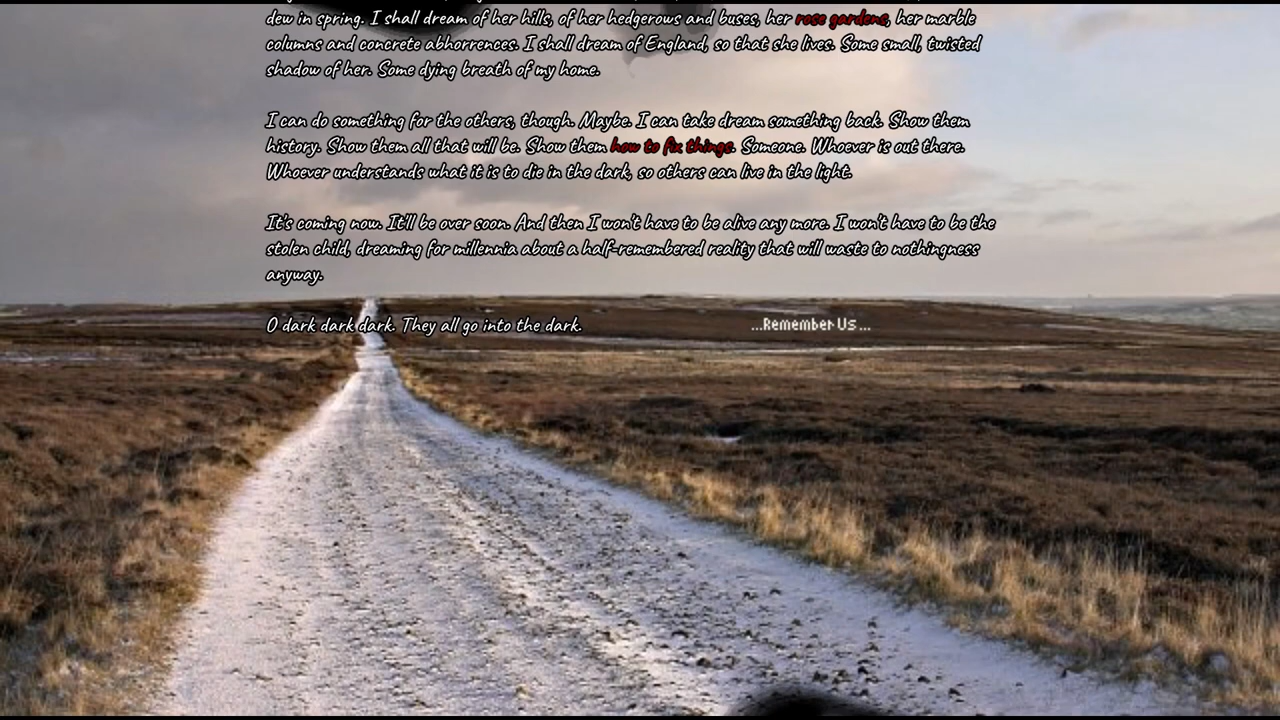 dew in spring. I shall dream of her hills, of her hedgerows and buses, her rose gardens, her marble
columns and concrete abhorrences. I shall dream of England, so that she lives. Some small, twisted
shadow of her. Some dying breath of my home.
I can do something for the others, though. Maybe. I can take dream something back. Show them
history. Show them all that will be. Show them how to fix things. Someone. Whoever is out there.
Whoever understands what it is to die in the dark, so others can live in the light.
It's coming now. It'll be over soon. And then I won't have to be alive any more. I won't have to be the
stolen child, dreaming for millennia about a half-remembered reality that will waste to nothingness
anyway.
O dark dark dark. They all go into the dark.
...Remember Us...